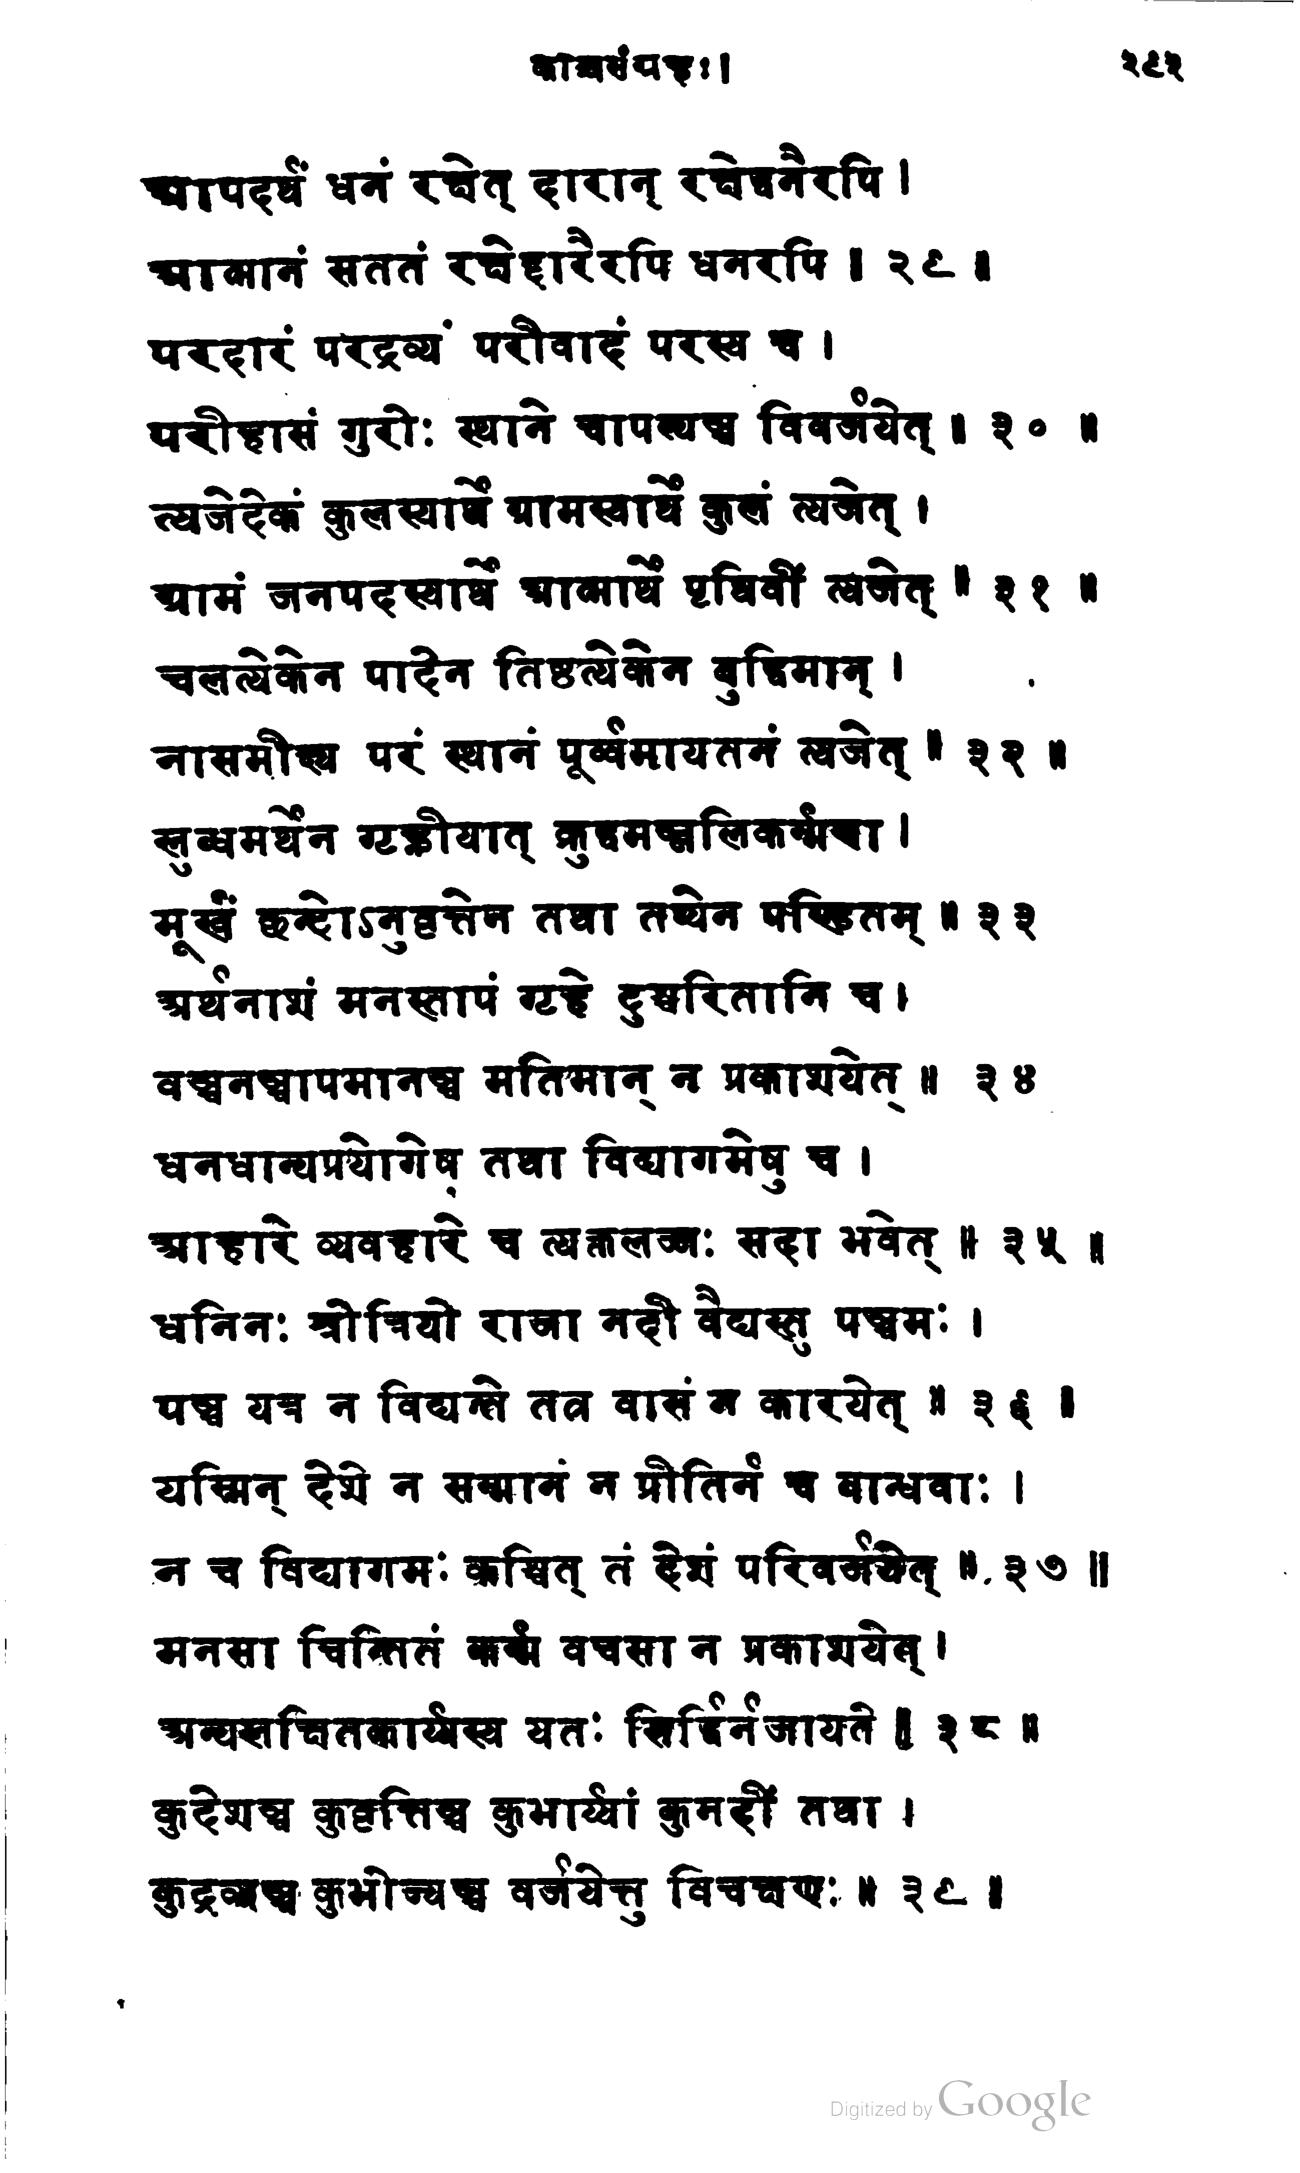 काव्यसंग्रहः। ३९३
आपदर्थं धनं रक्षेत् दारान् रक्षेद्धनैरपि।
आत्मानं सततं रक्षेद्दारैरपि धनरपि॥ २९॥
परदारं परद्रव्यं परीवादं परस्य च।
परीहासं गुरोः स्थाने चापल्यञ्च विवर्जयेत्॥ ३०॥
त्यजेदेकं कुलस्यार्थे ग्रामस्यार्थे कुलं त्यजेत्।
ग्रामं जनपदस्यार्थे आत्मार्थे पृथिवीं त्यजेत्॥ ३१॥
चलत्येकेन पादेन तिष्ठत्येकेन बुद्धिमान्।
नासमीक्ष्य परं स्थानं पूर्व्वमायतनं त्यजेत्॥ ३२॥
लुब्धमर्थेन गृह्णीयात् क्रुद्धमञ्जलिकर्म्मणा।
मूर्खं छन्दोऽनुवृत्तेन तथा तथ्येन पण्डितम्॥ ३३
अर्थनाशं मनस्तापं गृहे दुश्चरितानि च।
वञ्चनञ्चापमानञ्च मतिमान् न प्रकाशयेत्॥ ३४
धनधान्यप्रयोगेषु तथा विद्यागमेषु च।
आहारे व्यवहारे च त्यक्तलज्जः सदा भवेत्॥ ३५॥
धनिनः श्रोत्रियो राजा नदी वैद्यस्तु पञ्चमः।
पञ्च यत्र न विद्यन्ते तत्र वासं न कारयेत्॥ ३६॥
यस्मिन् देशे न सम्मानं न प्रीतिर्न च बान्धवाः।
न च विद्यागमः कश्चित् तं देशं परिवर्जयेत्॥ ३७॥
मनसा चिन्तितं कर्म्म वचसा न प्रकाशयेत्।
अन्यलक्षितकार्य्यस्य यतः सिद्धिर्न जायते॥ ३८॥
कुदेशञ्च कुवृत्तिञ्च कुभार्य्यां कुनदीं तथा।
कुद्रव्यञ्च कुभोज्यञ्च वर्जयेत्तु विचक्षणः॥ ३९॥
Digitized by Google